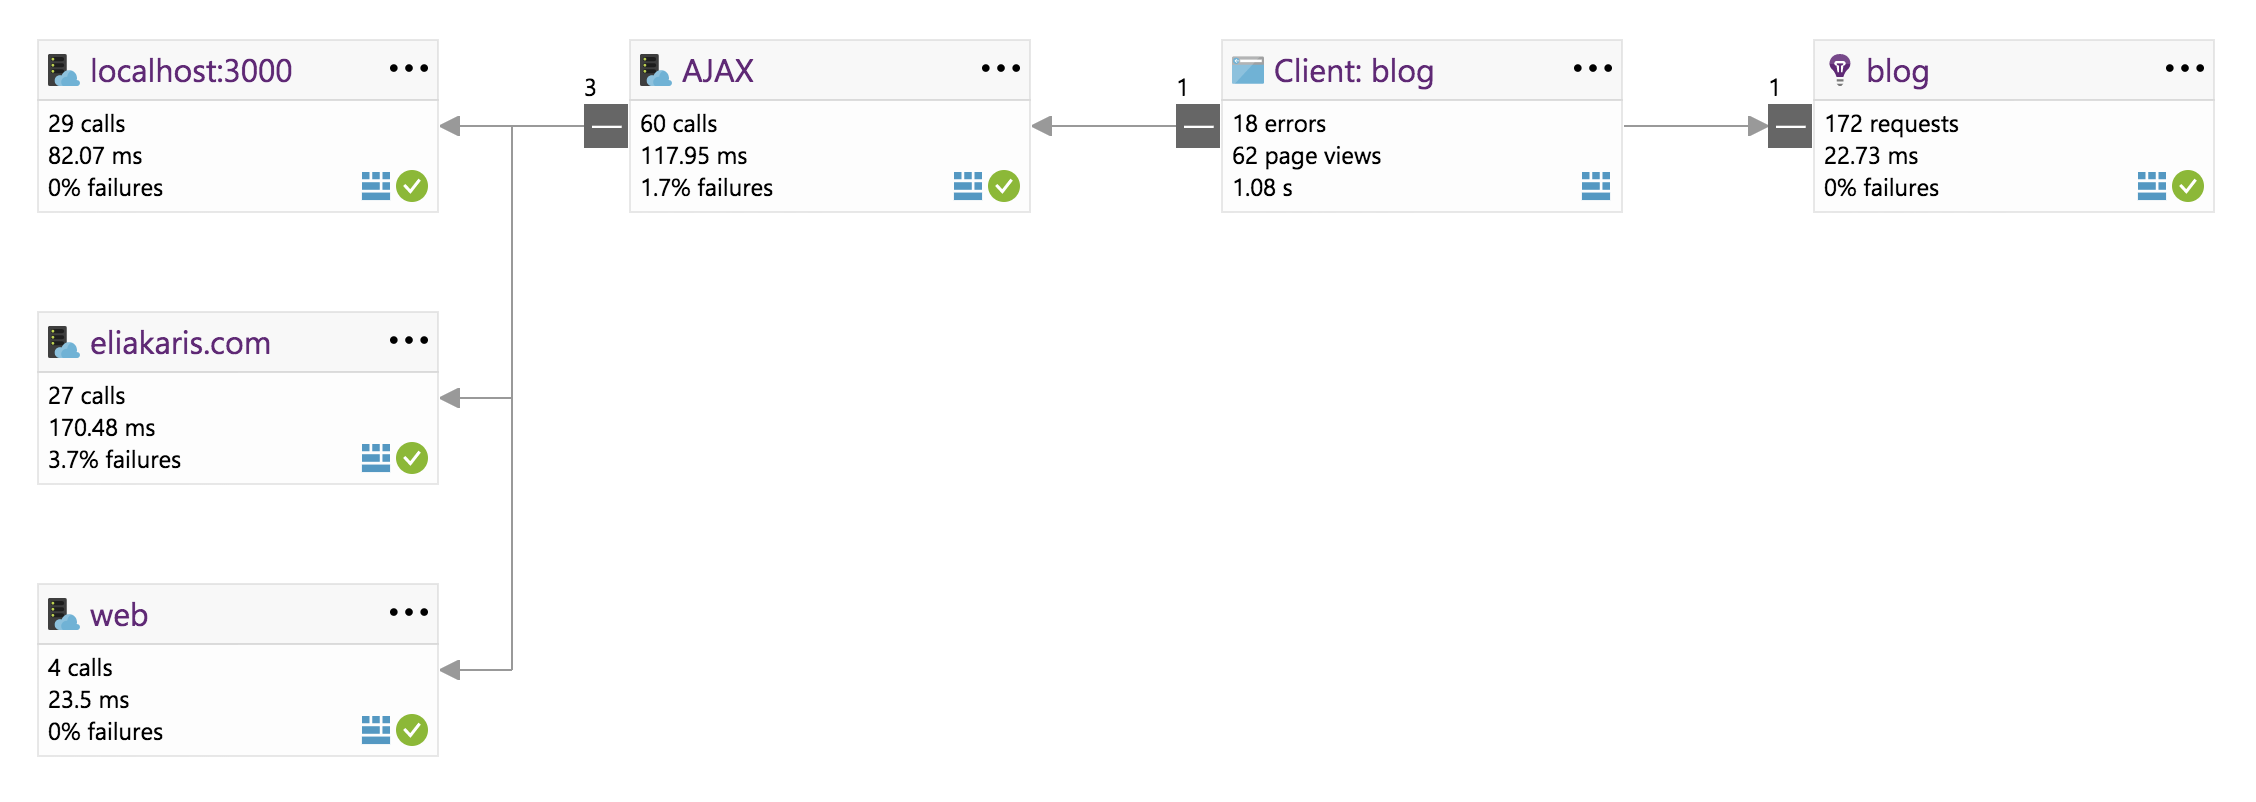 localhost:3000
29 calls
82.07 ms
0% failures
3
AJAX
60 calls
117.95 ms
1.7% failures
1
Client: blog
18 errors
62 page views
1.08 s
1
blog
172 requests
22.73 ms
0% failures
eliakaris.com
27 calls
170.48 ms
3.7% failures
web
4 calls
23.5 ms
0% failures